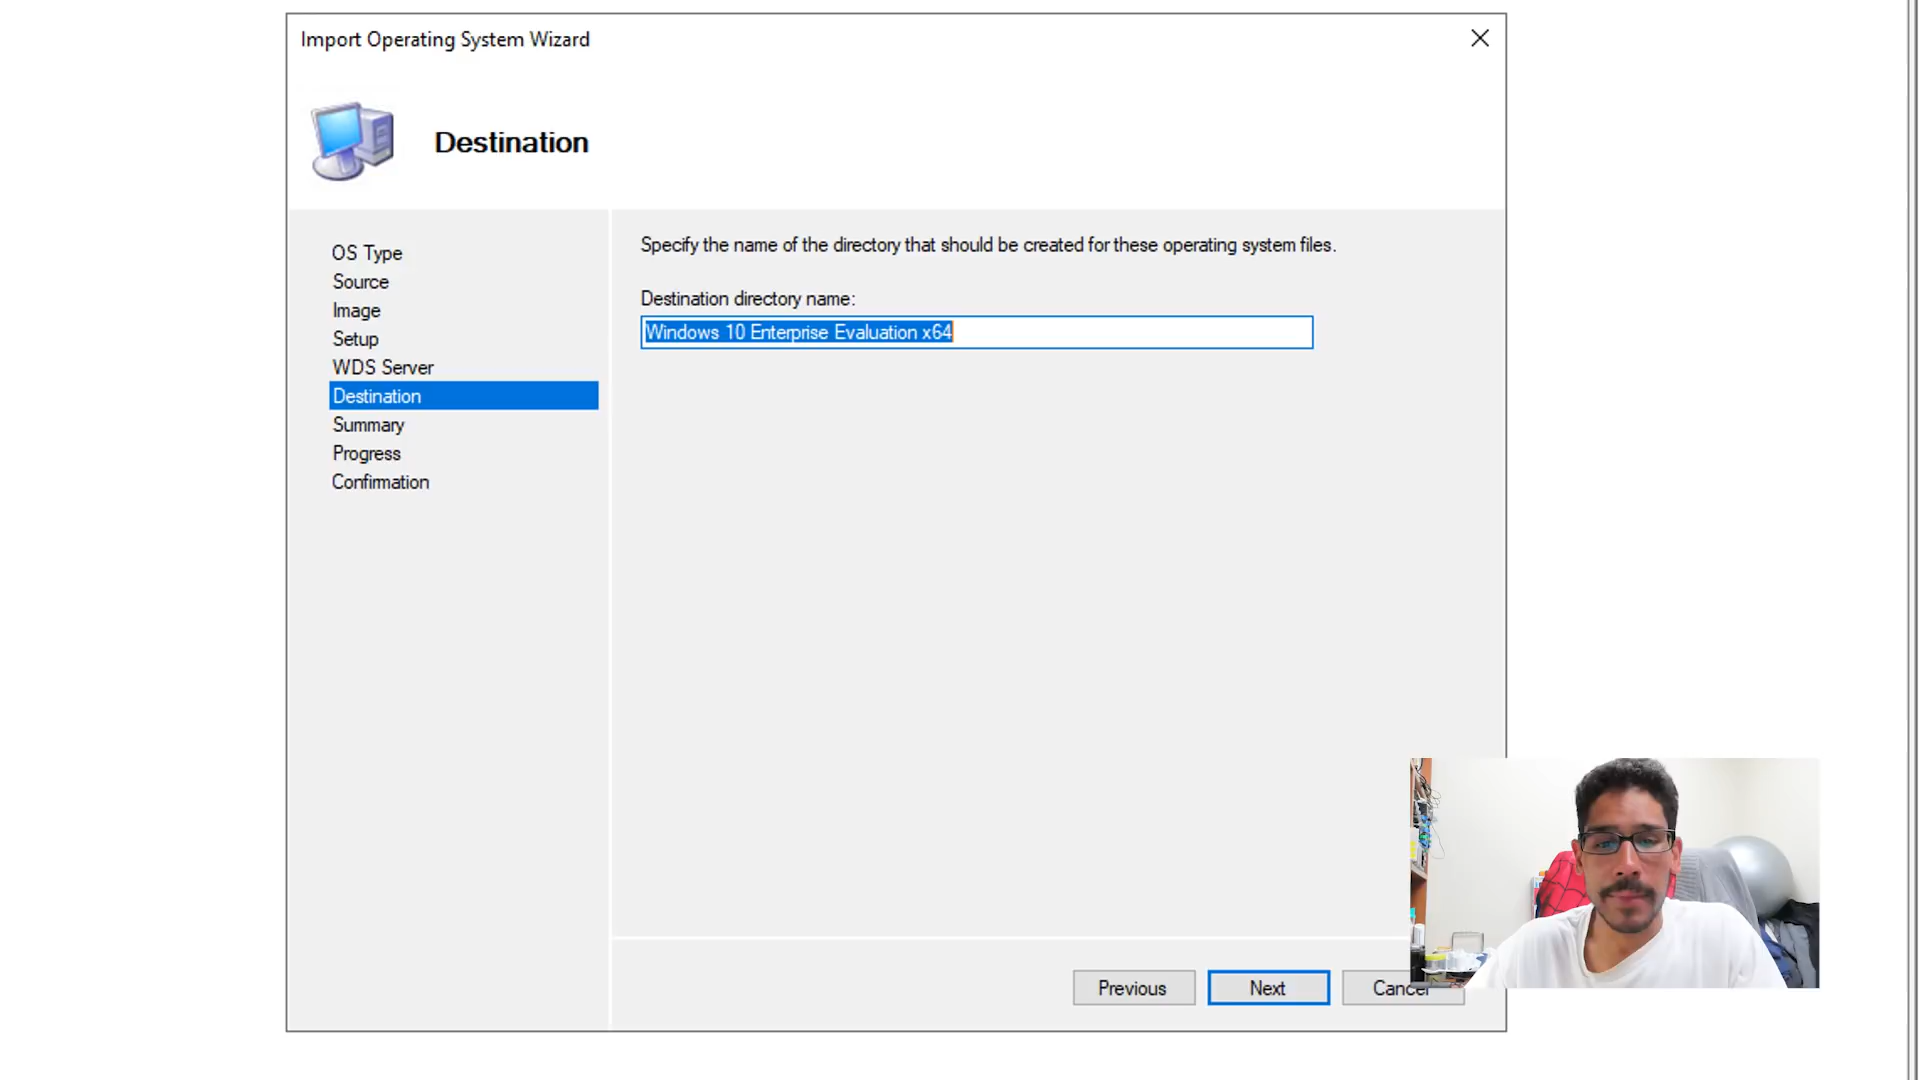 Import Operating System Wizard
Destination
OS Type
Source
Image
Setup
WDS Server
Destination
Summary
Progress
Confirmation
Specify the name of the directory that should be created for these operating system files.
Destination directory name:
Windows 10 Enterprise Evaluation x64
Previous
Next
Cancel